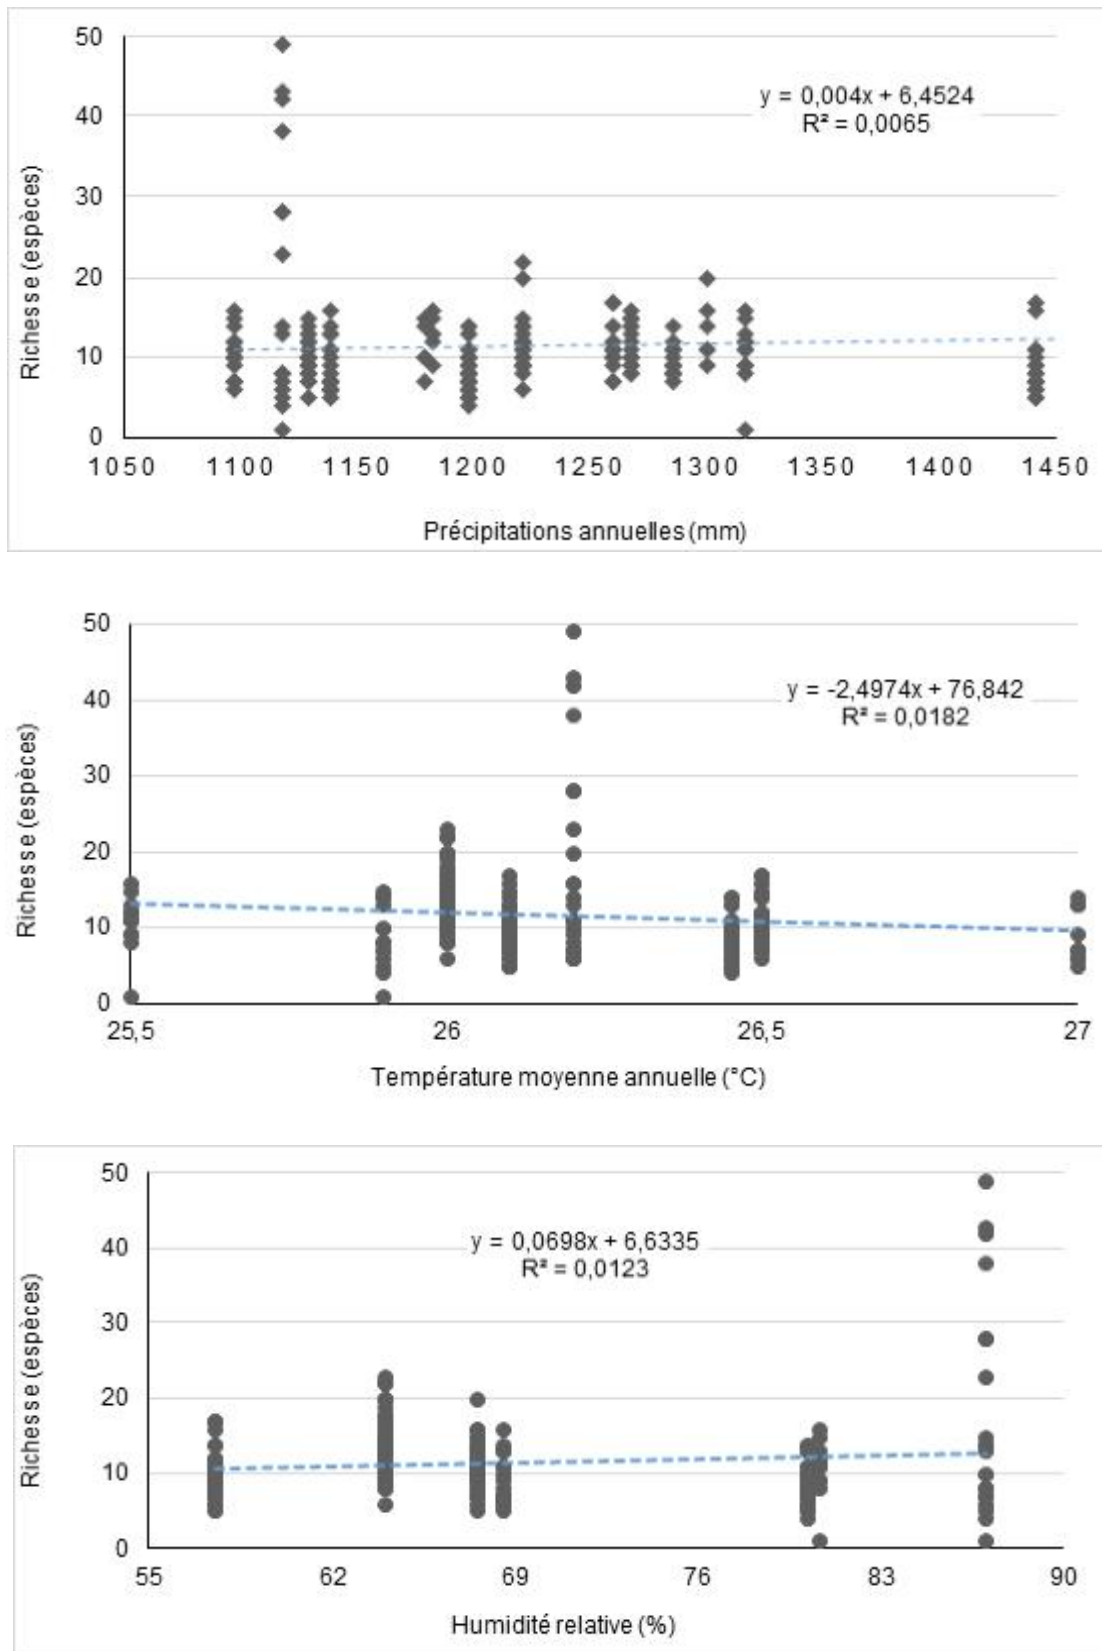 50
40
30
20
10
0
Richesse (espèces)
y = 0,004x + 6,4524
R² = 0,0065
1050 1100 1150 1200 1250 1300 1350 1400 1450
Précipitations annuelles (mm)
50
40
30
20
10
0
Richesse (espèces)
y = -2,4974x + 76,842
R² = 0,0182
25,5 26 26,5 27
Température moyenne annuelle (°C)
50
40
30
20
10
0
Richesse (espèces)
y = 0,0698x + 6,6335
R² = 0,0123
55 62 69 76 83 90
Humidité relative (%)